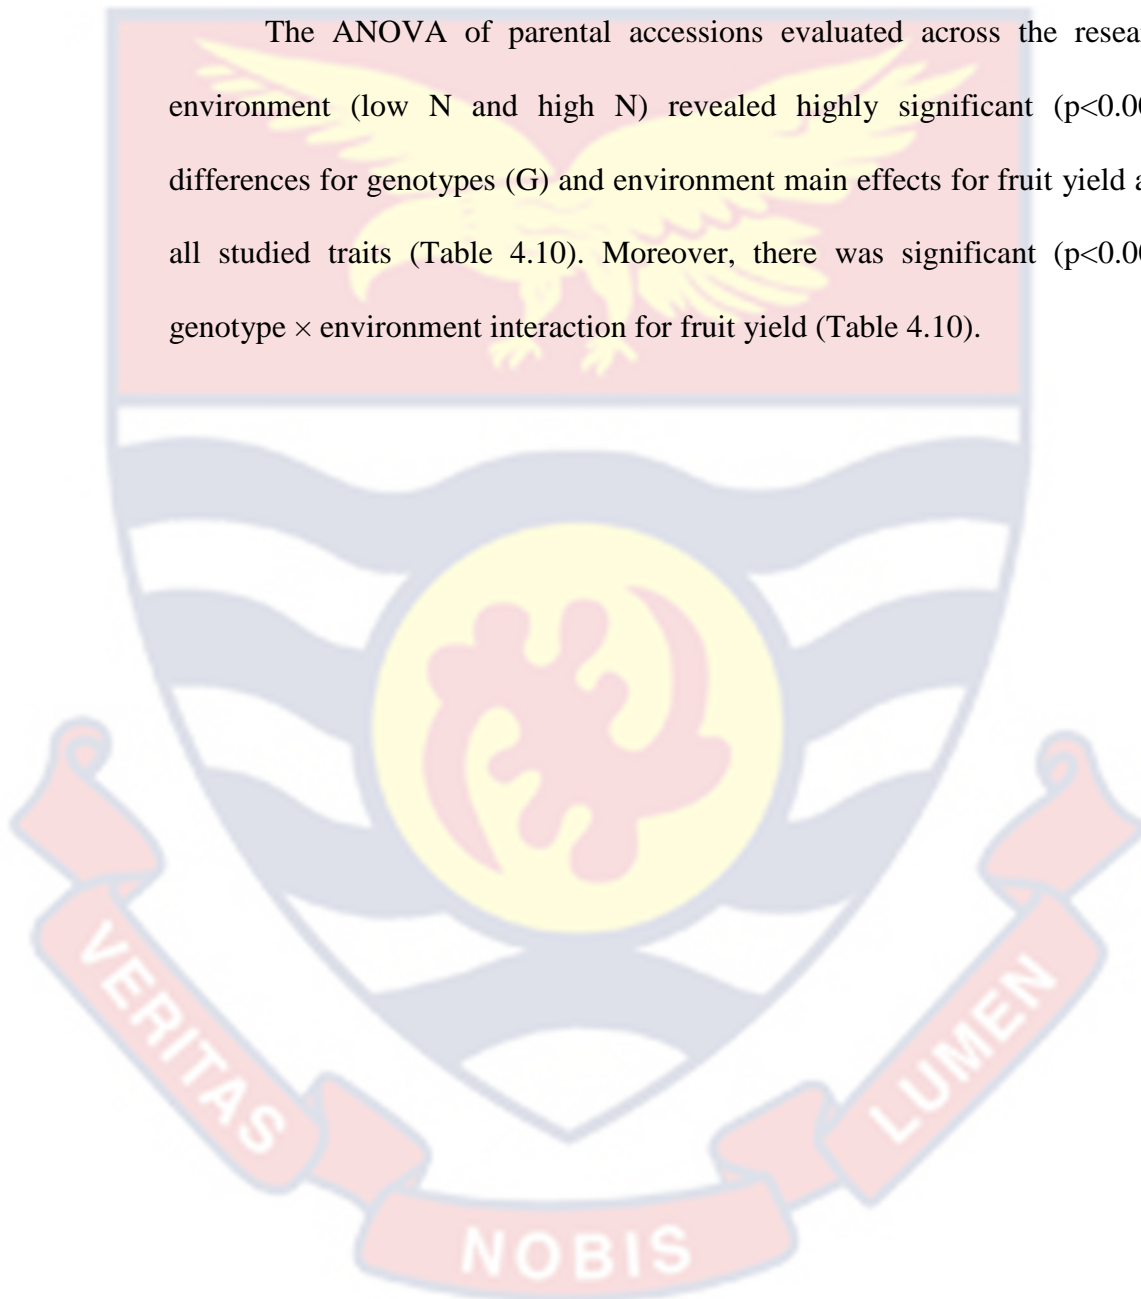 The ANOVA of parental accessions evaluated across the resea
environment (low N and high N) revealed highly significant (p<0.00
differences for genotypes (G) and environment main effects for fruit yield a
all studied traits (Table 4.10). Moreover, there was significant (p<0.00
genotype × environment interaction for fruit yield (Table 4.10).
VERITAS
NOBIS
LUMEN